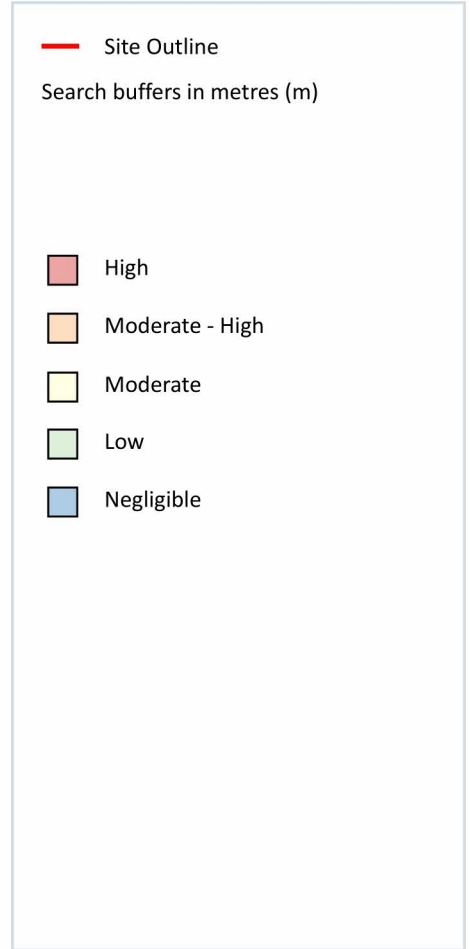 Site Outline
Search buffers in metres (m)
High
Moderate - High
Moderate
Low
Negligible